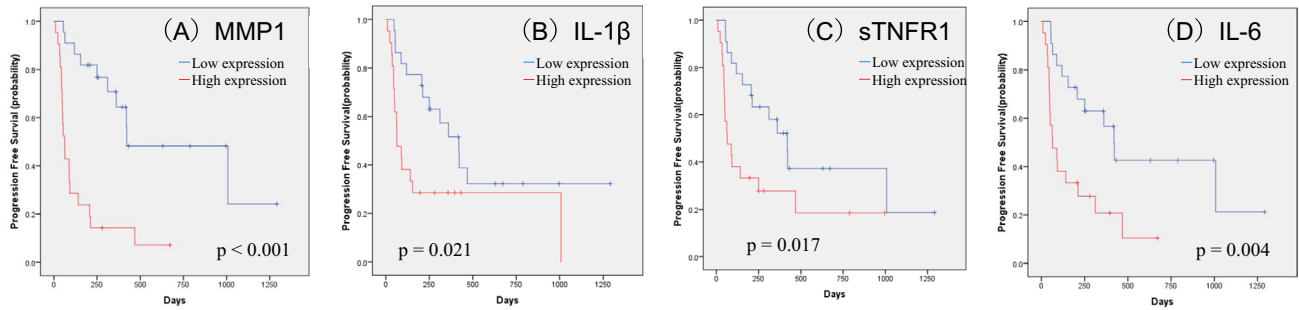 (A) MMP1
Low expression
High expression
p < 0.001
Progression Free Survival(probability)
1.0
0.8
0.6
0.4
0.2
0.0
0
250
500
750
1000
1250
Days
(B) IL-1β
Low expression
High expression
p = 0.021
Progression Free Survival(probability)
1.0
0.8
0.6
0.4
0.2
0.0
0
250
500
750
1000
1250
Days
(C) sTNFR1
Low expression
High expression
p = 0.017
Progression Free Survival(probability)
1.0
0.8
0.6
0.4
0.2
0.0
0
250
500
750
1000
1250
Days
(D) IL-6
Low expression
High expression
p = 0.004
Progression Free Survival(probability)
1.0
0.8
0.6
0.4
0.2
0.0
0
250
500
750
1000
1250
Days